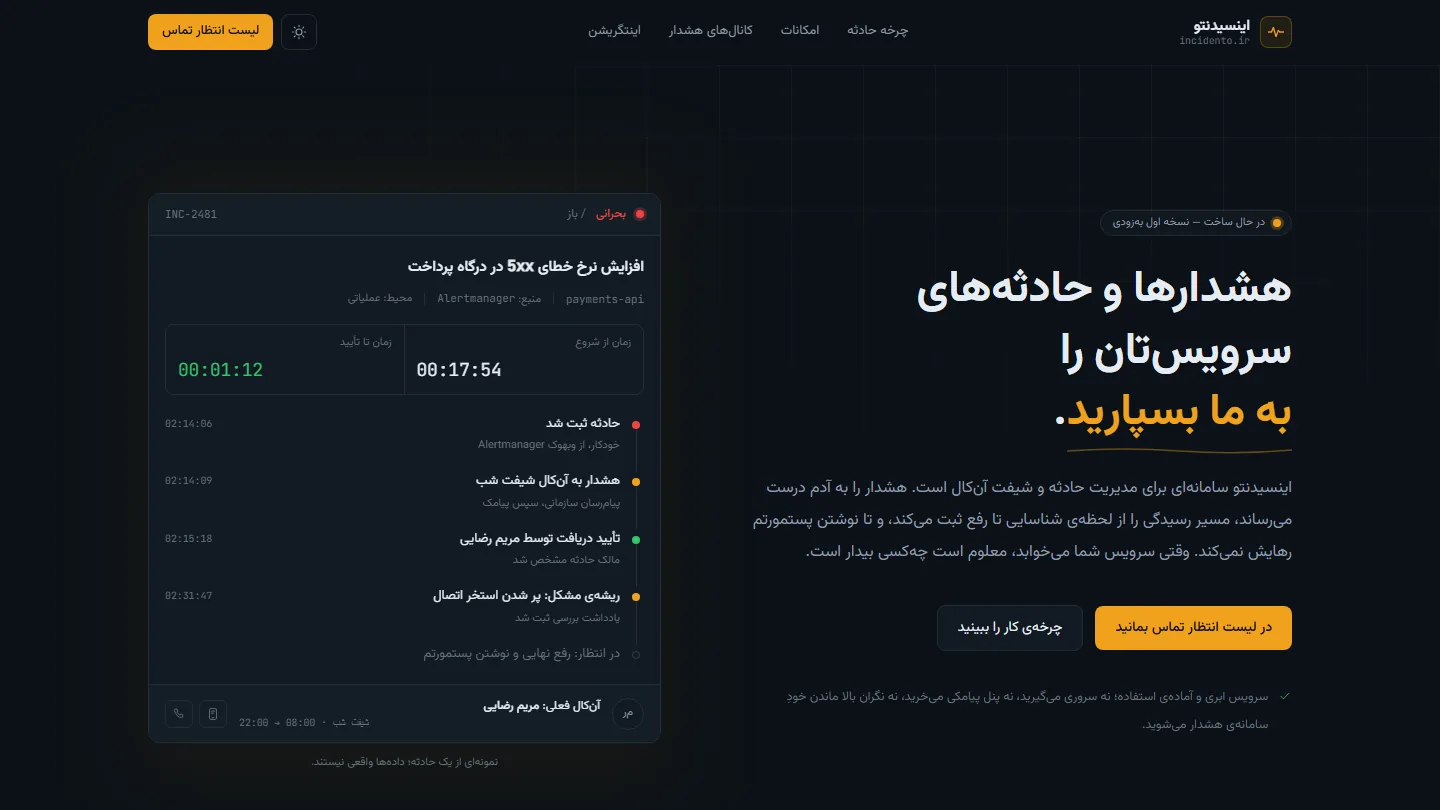 اینسیدنتو
incidento.ir
چرخه حادثه
امکانات
کانال‌های هشدار
اینتگریشن
لیست انتظار تماس
در حال ساخت — نسخه اول به‌زودی
هشدارها و حادثه‌های
سرویس‌تان را
به ما بسپارید.
اینسیدنتو سامانه‌ای برای مدیریت حادثه و شیفت آن‌کال است. هشدار را به آدم درست
می‌رساند، مسیر رسیدگی را از لحظه‌ی شناسایی تا رفع ثبت می‌کند، و تا نوشتن پستمورتم
رهایش نمی‌کند. وقتی سرویس شما می‌خوابد، معلوم است چه‌کسی بیدار است.
در لیست انتظار تماس بمانید
چرخه‌ی کار را ببینید
سرویس ابری و آماده‌ی استفاده؛ نه سروری می‌گیرید، نه پنل پیامکی می‌خرید، نه نگران بالا ماندن خودِ
سامانه‌ی هشدار می‌شوید.
بحرانی / باز
INC-2481
افزایش نرخ خطای 5xx در درگاه پرداخت
payments-api
منبع: Alertmanager
محیط: عملیاتی
زمان از شروع
00:17:54
زمان تا تأیید
00:01:12
حادثه ثبت شد
02:14:06
خودکار، از وبهوک Alertmanager
هشدار به آن‌کال شیفت شب
02:14:09
پیام‌رسان سازمانی، سپس پیامک
تأیید دریافت توسط مریم رضایی
02:15:18
مالک حادثه مشخص شد
ریشه‌ی مشکل: پر شدن استخر اتصال
02:31:47
یادداشت بررسی ثبت شد
در انتظار: رفع نهایی و نوشتن پستمورتم
م‌ر
آن‌کال فعلی: مریم رضایی
شیفت شب · 22:00 → 08:00
نمونه‌ای از یک حادثه؛ داده‌ها واقعی نیستند.